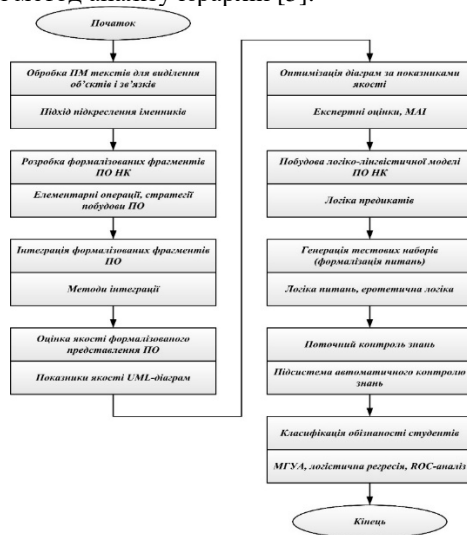 метод аналізу ієрархій [3].
Початок
Обробка ПМ текстів для виділення
об’єктів і зв’язків
Підхід підкреслення іменників
Розробка формалізованих фрагментів
ПО НК
Елементарні операції, стратегії
побудови ПО
Інтеграція формалізованих фрагментів
ПО
Методи інтеграції
Оцінка якості формалізованого
представлення ПО
Показники якості UML-діаграм
Оптимізація діаграм за показниками
якості
Експертні оцінки, МАІ
Побудова логіко-лінгвістичної моделі
ПО НК
Логіка предикатів
Генерація тестових наборів
(формалізація питань)
Логіка питань, еротетична логіка
Поточний контроль знань
Підсистема автоматичного контролю
знань
Класифікація обізнаності студентів
МГУА, логістична регресія, ROC-аналіз
Кінець